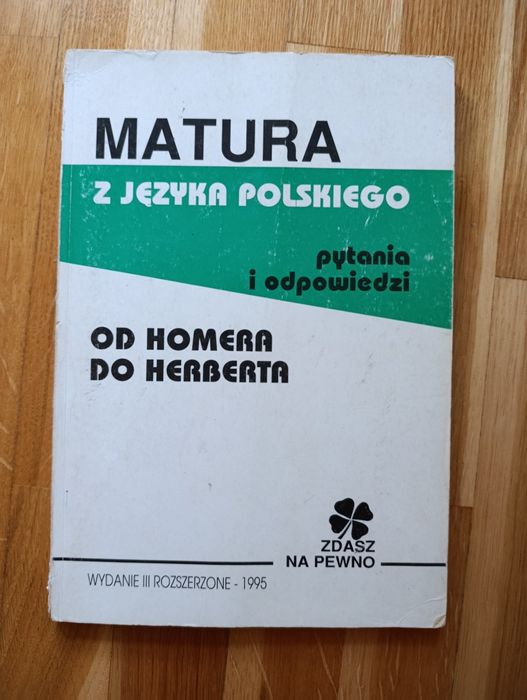 MATURA
Z JĘZYKA POLSKIEGO
pytania
i odpowiedzi
OD HOMERA
DO HERBERTA
ZDASZ
NA PEWNO
WYDANIE III ROZSZERZONE - 1995